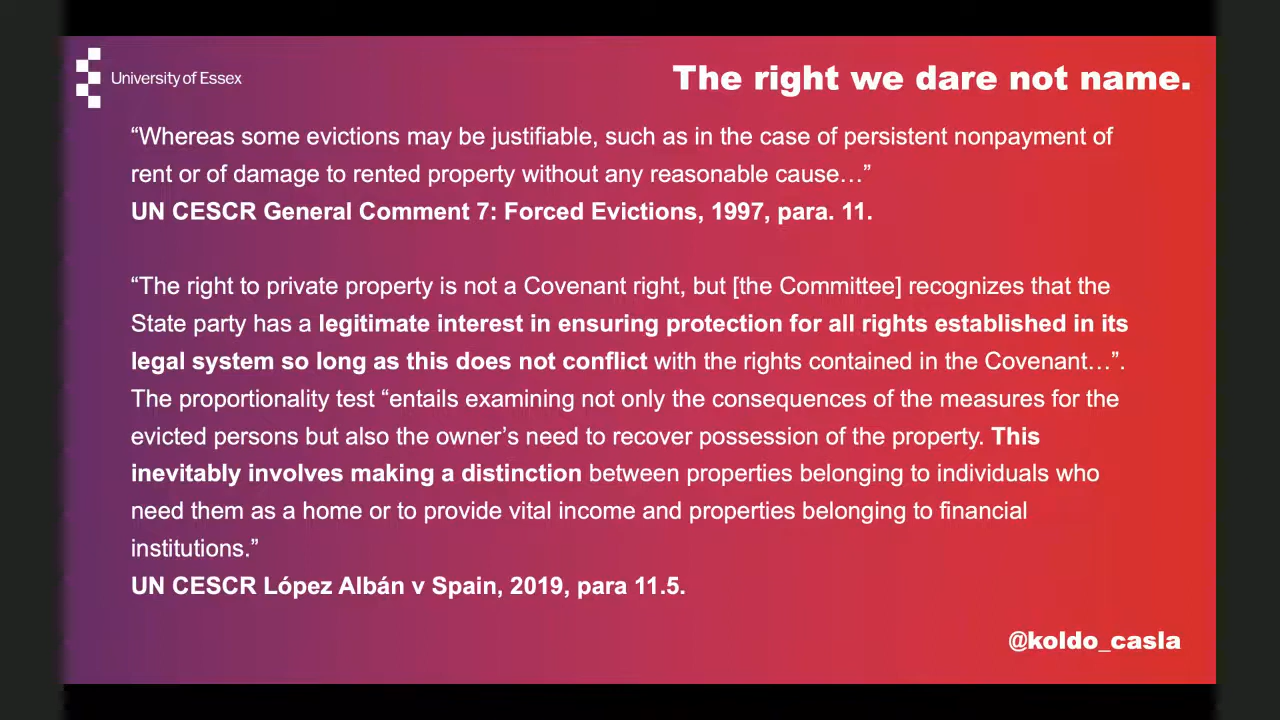 University of Essex
The right we dare not name.
“Whereas some evictions may be justifiable, such as in the case of persistent nonpayment of
rent or of damage to rented property without any reasonable cause…”
UN CESCR General Comment 7: Forced Evictions, 1997, para. 11.
“The right to private property is not a Covenant right, but [the Committee] recognizes that the
State party has a legitimate interest in ensuring protection for all rights established in its
legal system so long as this does not conflict with the rights contained in the Covenant…”.
The proportionality test “entails examining not only the consequences of the measures for the
evicted persons but also the owner’s need to recover possession of the property. This
inevitably involves making a distinction between properties belonging to individuals who
need them as a home or to provide vital income and properties belonging to financial
institutions.”
UN CESCR López Albán v Spain, 2019, para 11.5.
@koldo_casla